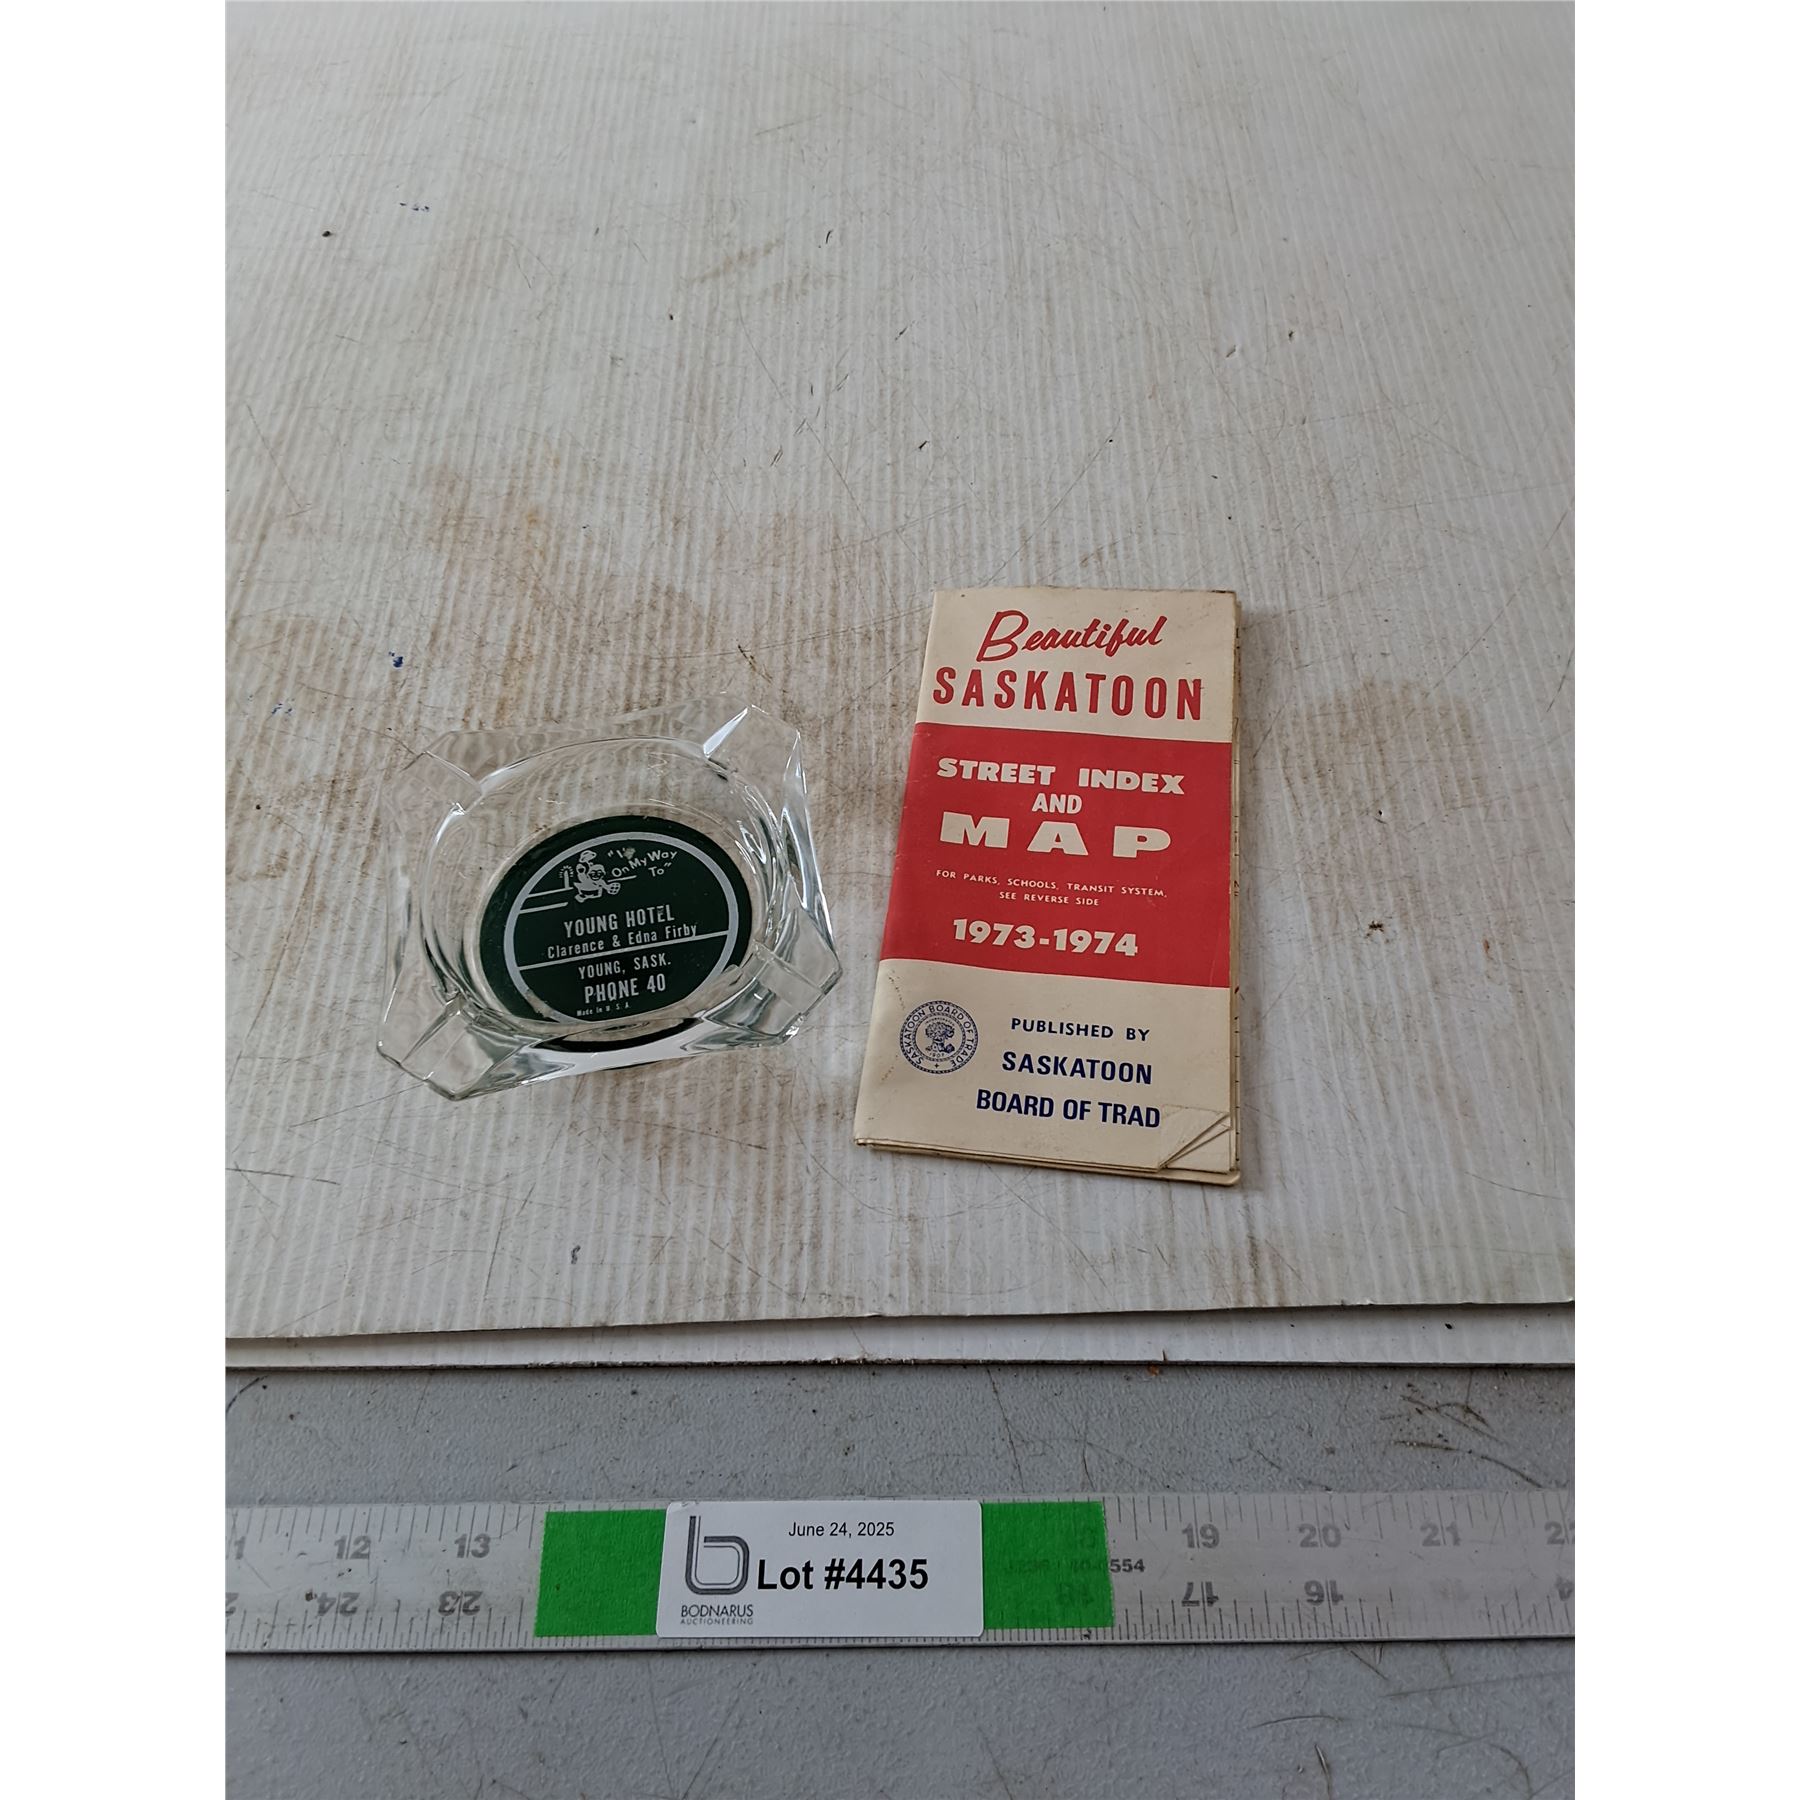 "I'm
On My Way
To"
YOUNG HOTEL
Clarence & Edna Firby
YOUNG, SASK.
PHONE 40
Made in U.S.A.
Beautiful
SASKATOON
STREET INDEX
AND
MAP
FOR PARKS, SCHOOLS, TRANSIT SYSTEM,
SEE REVERSE SIDE
1973-1974
SASKATOON BOARD OF TRADE
PUBLISHED BY
SASKATOON
BOARD OF TRAD
12 13 18 19 20 21
554
24 23 18 17 16
June 24, 2025
Lot #4435
BODNARUS
AUCTIONEERING